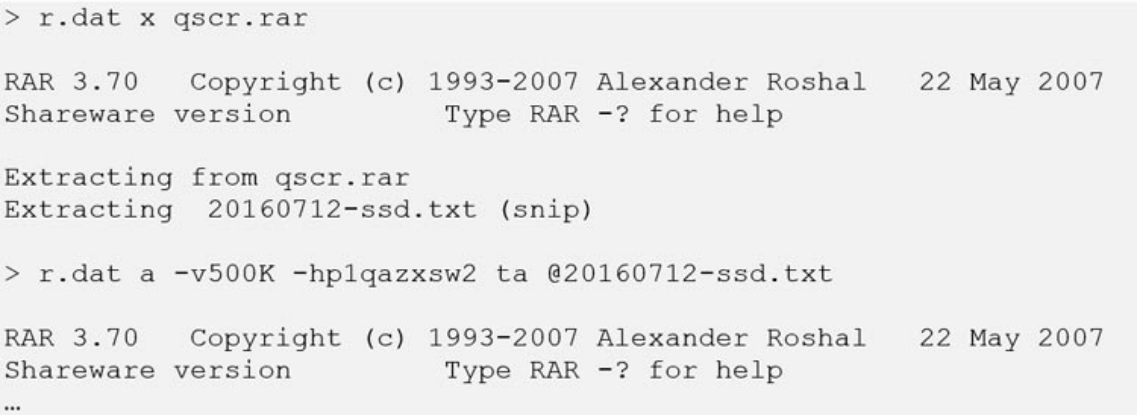 > r.dat x qscr.rar
RAR 3.70   Copyright (c) 1993-2007 Alexander Roshal   22 May 2007
Shareware version              Type RAR -? for help
Extracting from qscr.rar
Extracting  20160712-ssd.txt (snip)
> r.dat a -v500K -hp1qazxsw2 ta @20160712-ssd.txt
RAR 3.70   Copyright (c) 1993-2007 Alexander Roshal   22 May 2007
Shareware version              Type RAR -? for help
…